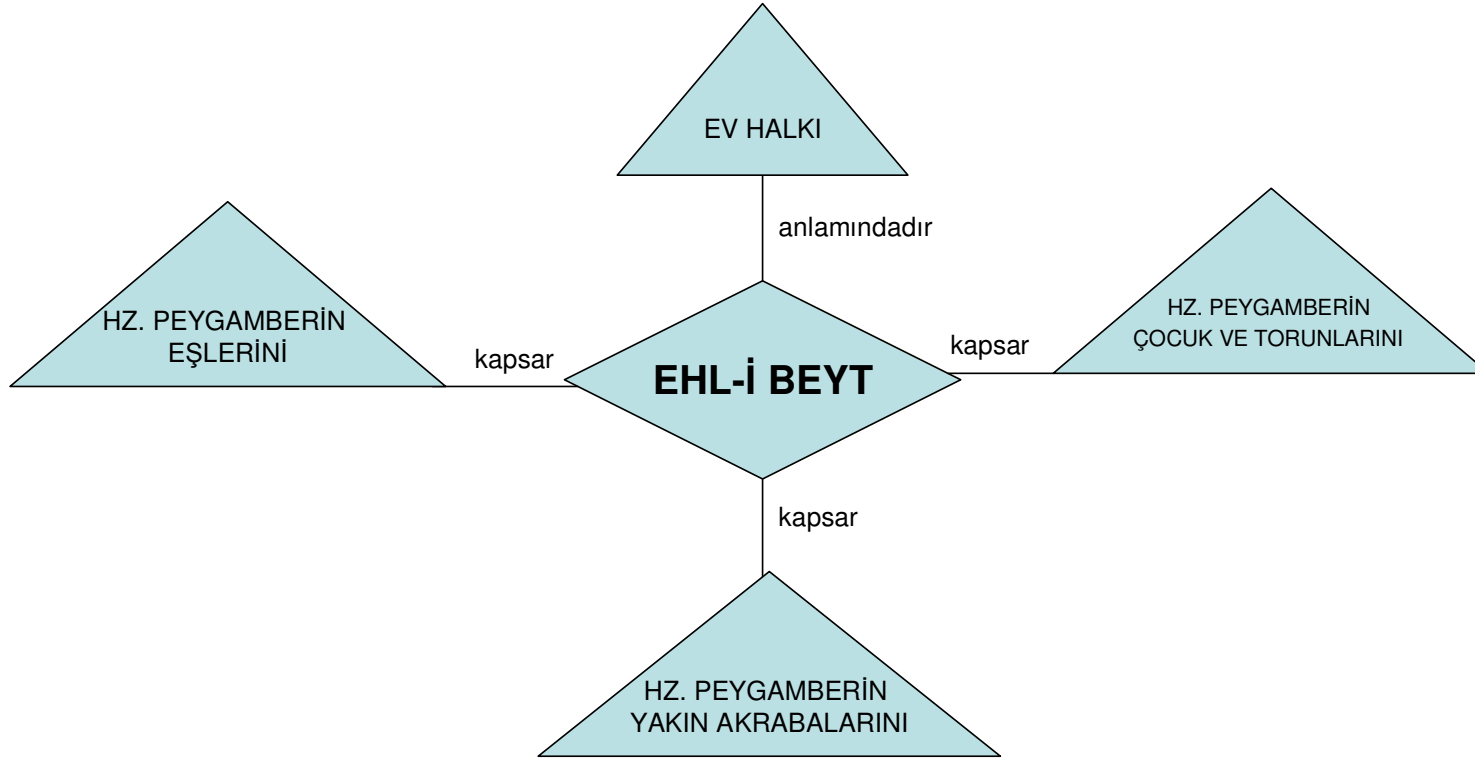 EV HALKI
anlamındadır
HZ. PEYGAMBERİN
EŞLERİNİ
kapsar
EHL-İ BEYT
kapsar
HZ. PEYGAMBERİN
ÇOCUK VE TORUNLARINI
kapsar
HZ. PEYGAMBERİN
YAKIN AKRABALARINI